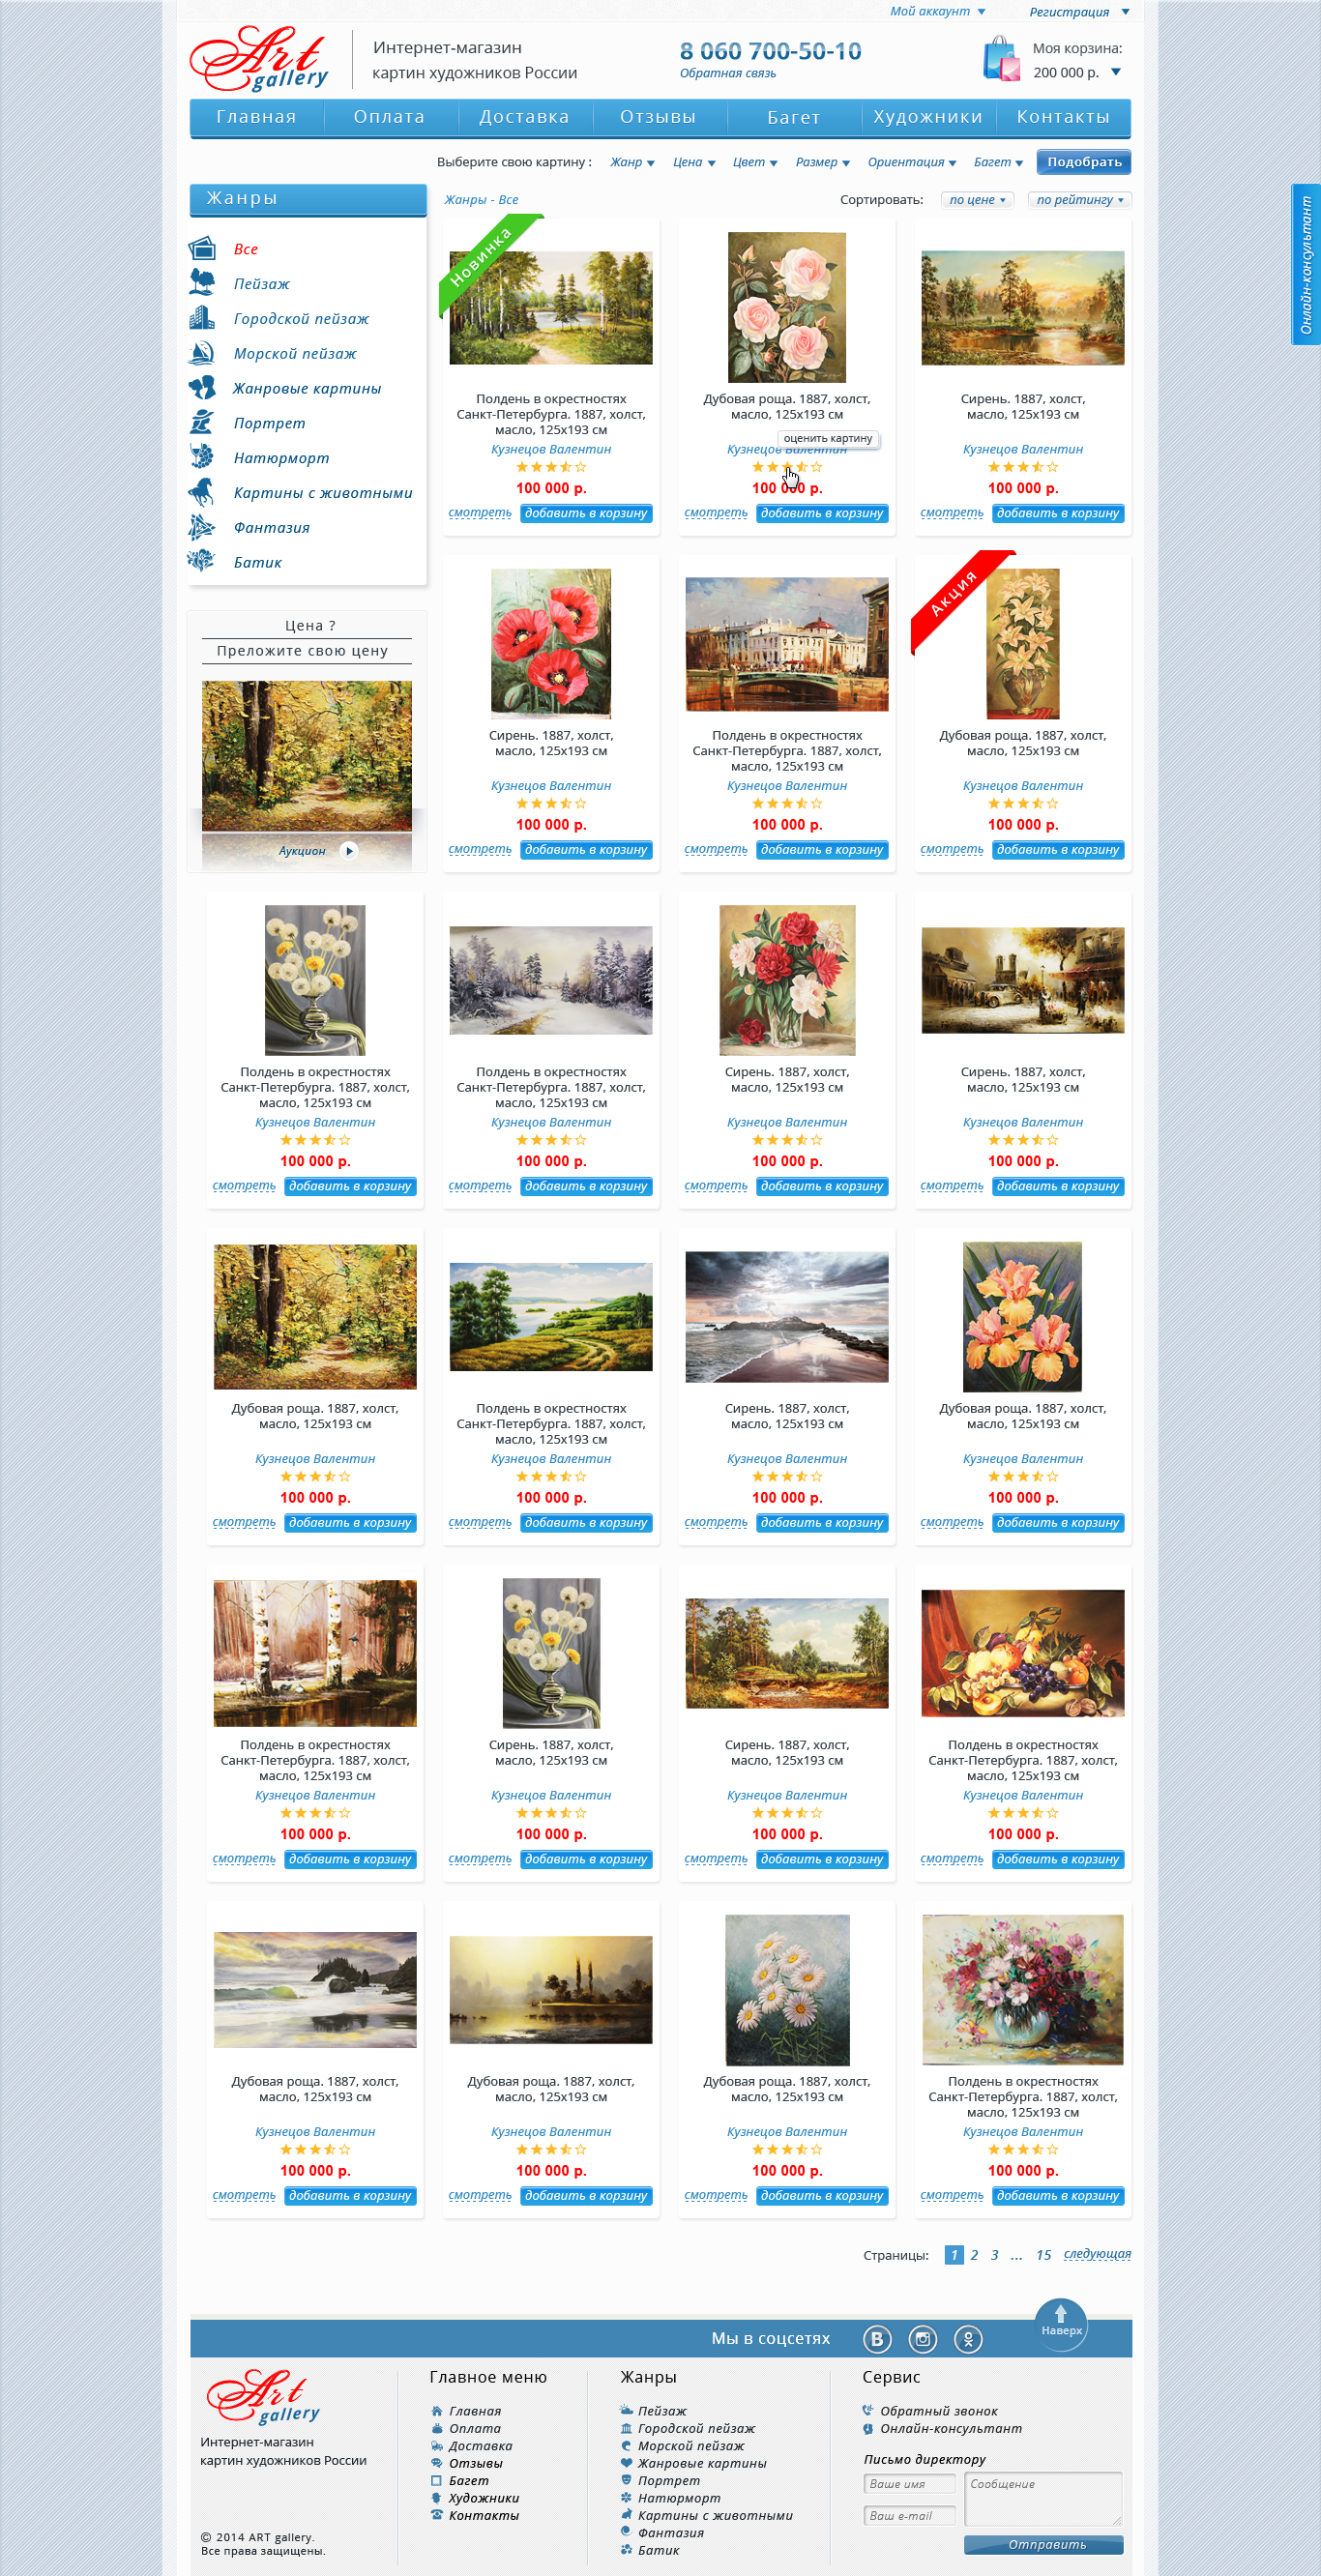 Мой аккаунт Регистрация
Art gallery
Интернет-магазин
картин художников России
8 060 700-50-10
Обратная связь
Моя корзина:
200 000 р.
Главная Оплата Доставка Отзывы Багет Художники Контакты
Выберите свою картину : Жанр Цена Цвет Размер Ориентация Багет Подобрать
Жанры
Все
Пейзаж
Городской пейзаж
Морской пейзаж
Жанровые картины
Портрет
Натюрморт
Картины с животными
Фантазия
Батик
Цена ?
Преложите свою цену
Аукцион
Онлайн-консультант
Жанры - Все
Сортировать: по цене по рейтингу
Новинка
Полдень в окрестностях
Санкт-Петербурга. 1887, холст,
масло, 125х193 см
Кузнецов Валентин
100 000 р.
смотреть добавить в корзину
Дубовая роща. 1887, холст,
масло, 125х193 см
оценить картину
Кузнецов Валентин
100 000 р.
смотреть добавить в корзину
Сирень. 1887, холст,
масло, 125х193 см
Кузнецов Валентин
100 000 р.
смотреть добавить в корзину
Сирень. 1887, холст,
масло, 125х193 см
Кузнецов Валентин
100 000 р.
смотреть добавить в корзину
Полдень в окрестностях
Санкт-Петербурга. 1887, холст,
масло, 125х193 см
Кузнецов Валентин
100 000 р.
смотреть добавить в корзину
Акция
Дубовая роща. 1887, холст,
масло, 125х193 см
Кузнецов Валентин
100 000 р.
смотреть добавить в корзину
Полдень в окрестностях
Санкт-Петербурга. 1887, холст,
масло, 125х193 см
Кузнецов Валентин
100 000 р.
смотреть добавить в корзину
Полдень в окрестностях
Санкт-Петербурга. 1887, холст,
масло, 125х193 см
Кузнецов Валентин
100 000 р.
смотреть добавить в корзину
Сирень. 1887, холст,
масло, 125х193 см
Кузнецов Валентин
100 000 р.
смотреть добавить в корзину
Сирень. 1887, холст,
масло, 125х193 см
Кузнецов Валентин
100 000 р.
смотреть добавить в корзину
Дубовая роща. 1887, холст,
масло, 125х193 см
Кузнецов Валентин
100 000 р.
смотреть добавить в корзину
Полдень в окрестностях
Санкт-Петербурга. 1887, холст,
масло, 125х193 см
Кузнецов Валентин
100 000 р.
смотреть добавить в корзину
Сирень. 1887, холст,
масло, 125х193 см
Кузнецов Валентин
100 000 р.
смотреть добавить в корзину
Дубовая роща. 1887, холст,
масло, 125х193 см
Кузнецов Валентин
100 000 р.
смотреть добавить в корзину
Полдень в окрестностях
Санкт-Петербурга. 1887, холст,
масло, 125х193 см
Кузнецов Валентин
100 000 р.
смотреть добавить в корзину
Сирень. 1887, холст,
масло, 125х193 см
Кузнецов Валентин
100 000 р.
смотреть добавить в корзину
Сирень. 1887, холст,
масло, 125х193 см
Кузнецов Валентин
100 000 р.
смотреть добавить в корзину
Полдень в окрестностях
Санкт-Петербурга. 1887, холст,
масло, 125х193 см
Кузнецов Валентин
100 000 р.
смотреть добавить в корзину
Дубовая роща. 1887, холст,
масло, 125х193 см
Кузнецов Валентин
100 000 р.
смотреть добавить в корзину
Дубовая роща. 1887, холст,
масло, 125х193 см
Кузнецов Валентин
100 000 р.
смотреть добавить в корзину
Дубовая роща. 1887, холст,
масло, 125х193 см
Кузнецов Валентин
100 000 р.
смотреть добавить в корзину
Полдень в окрестностях
Санкт-Петербурга. 1887, холст,
масло, 125х193 см
Кузнецов Валентин
100 000 р.
смотреть добавить в корзину
Страницы: 1 2 3 ... 15 следующая
Мы в соцсетях
В
Наверх
Art gallery
Интернет-магазин
картин художников России
© 2014 ART gallery.
Все права защищены.
Главное меню
Главная
Оплата
Доставка
Отзывы
Багет
Художники
Контакты
Жанры
Пейзаж
Городской пейзаж
Морской пейзаж
Жанровые картины
Портрет
Натюрморт
Картины с животными
Фантазия
Батик
Сервис
Обратный звонок
Онлайн-консультант
Письмо директору
Ваше имя
Сообщение
Ваш e-mail
Отправить